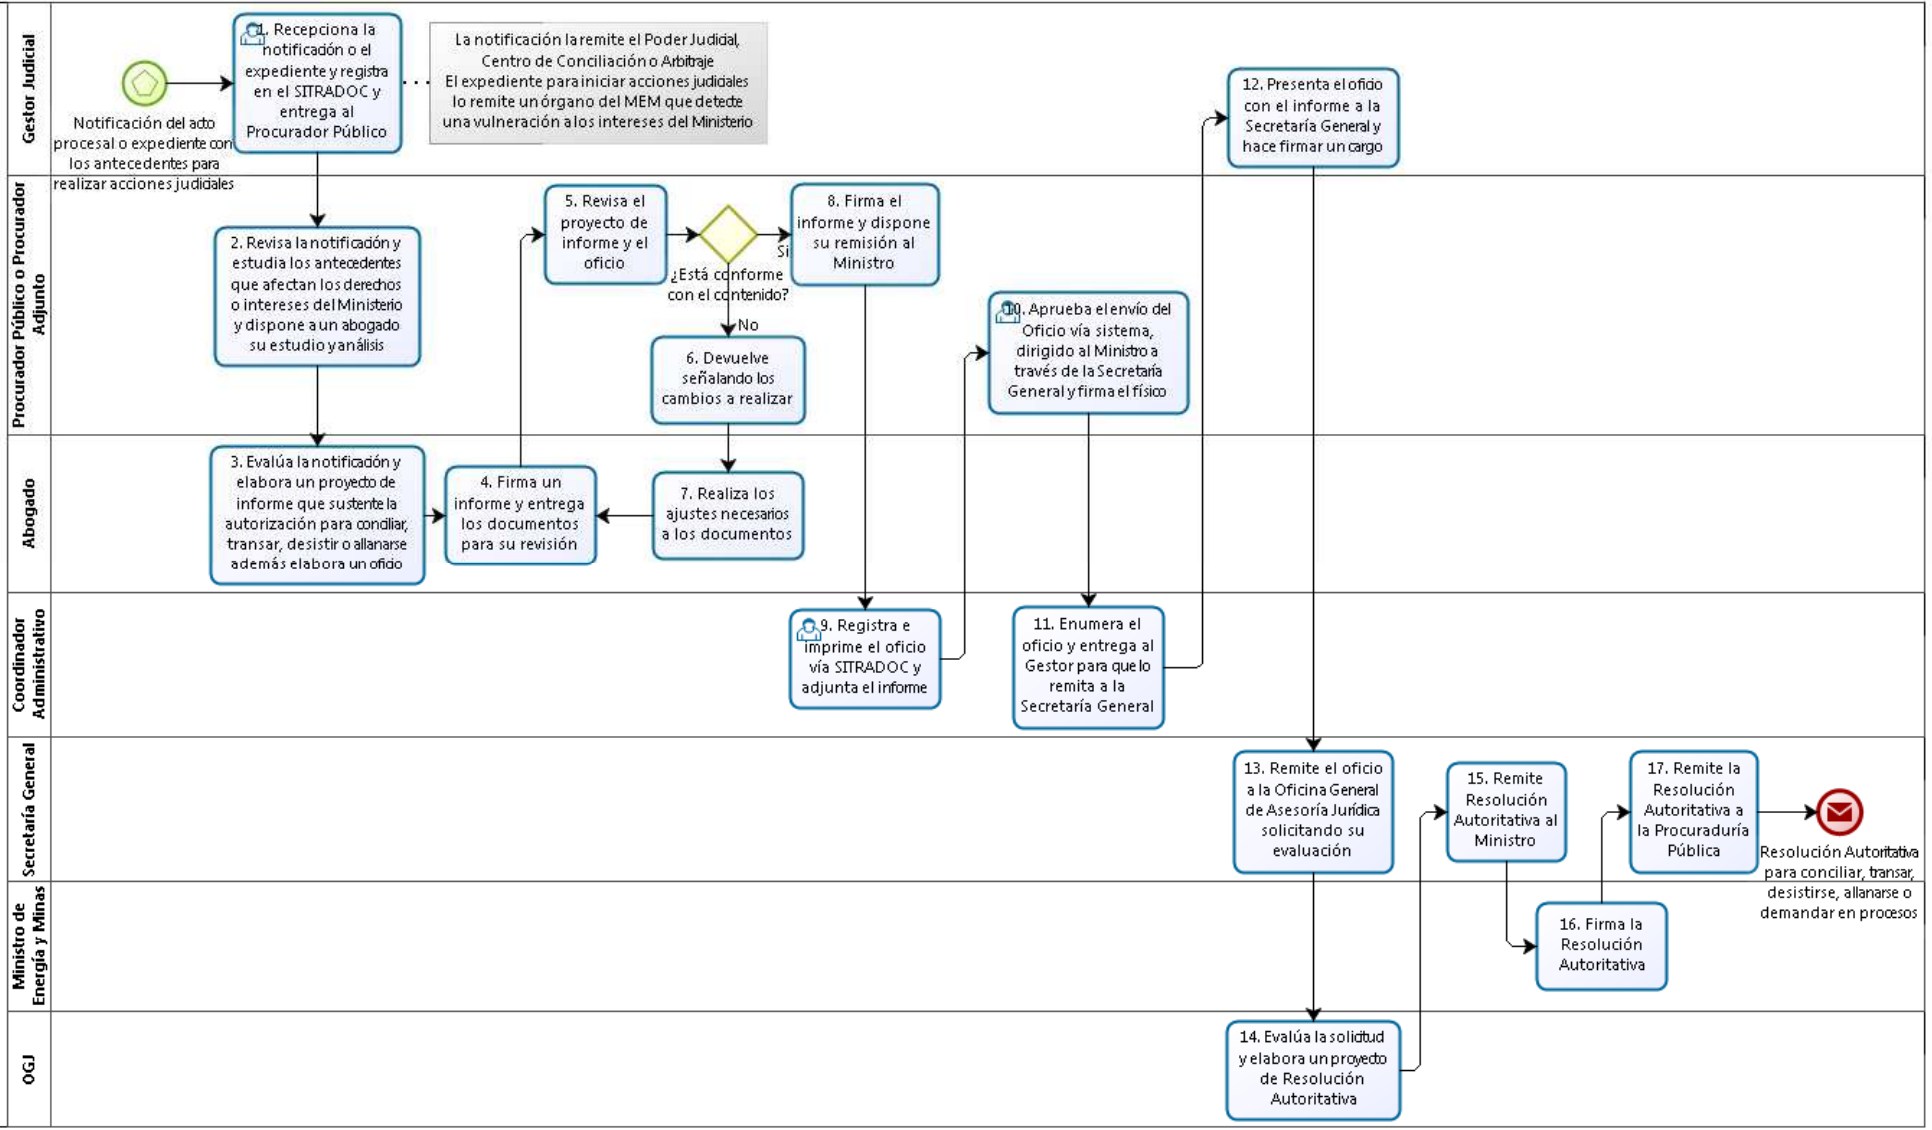 Gestor Judicial
Notificación del acto
procesal o expediente con
los antecedentes para
realizar acciones judiciales
1. Recepciona la
notificación o el
expediente y registra
en el SITRADOC y
entrega al
Procurador Público
La notificación la remite el Poder Judicial,
Centro de Conciliación o Arbitraje
El expediente para iniciar acciones judiciales
lo remite un órgano del MEM que detecte
una vulneración a los intereses del Ministerio
12. Presenta el oficio
con el informe a la
Secretaría General y
hace firmar un cargo
Procurador Público o Procurador
Adjunto
2. Revisa la notificación y
estudia los antecedentes
que afectan los derechos
o intereses del Ministerio
y dispone a un abogado
su estudio y análisis
5. Revisa el
proyecto de
informe y el
oficio
¿Está conforme
con el contenido?
Si
No
6. Devuelve
señalando los
cambios a realizar
8. Firma el
informe y dispone
su remisión al
Ministro
10. Aprueba el envío del
Oficio vía sistema,
dirigido al Ministro a
través de la Secretaría
General y firma el físico
Abogado
3. Evalúa la notificación y
elabora un proyecto de
informe que sustente la
autorización para conciliar,
transar, desistir o allanarse
además elabora un oficio
4. Firma un
informe y entrega
los documentos
para su revisión
7. Realiza los
ajustes necesarios
a los documentos
Coordinador
Administrativo
9. Registra e
imprime el oficio
vía SITRADOC y
adjunta el informe
11. Enumera el
oficio y entrega al
Gestor para que lo
remita a la
Secretaría General
Secretaría General
13. Remite el oficio
a la Oficina General
de Asesoría Jurídica
solicitando su
evaluación
15. Remite
Resolución
Autoritativa al
Ministro
17. Remite la
Resolución
Autoritativa a
la Procuraduría
Pública
Resolución Autoritativa
para conciliar, transar,
desistirse, allanarse o
demandar en procesos
Ministro de
Energía y Minas
16. Firma la
Resolución
Autoritativa
OGJ
14. Evalúa la solicitud
y elabora un proyecto
de Resolución
Autoritativa